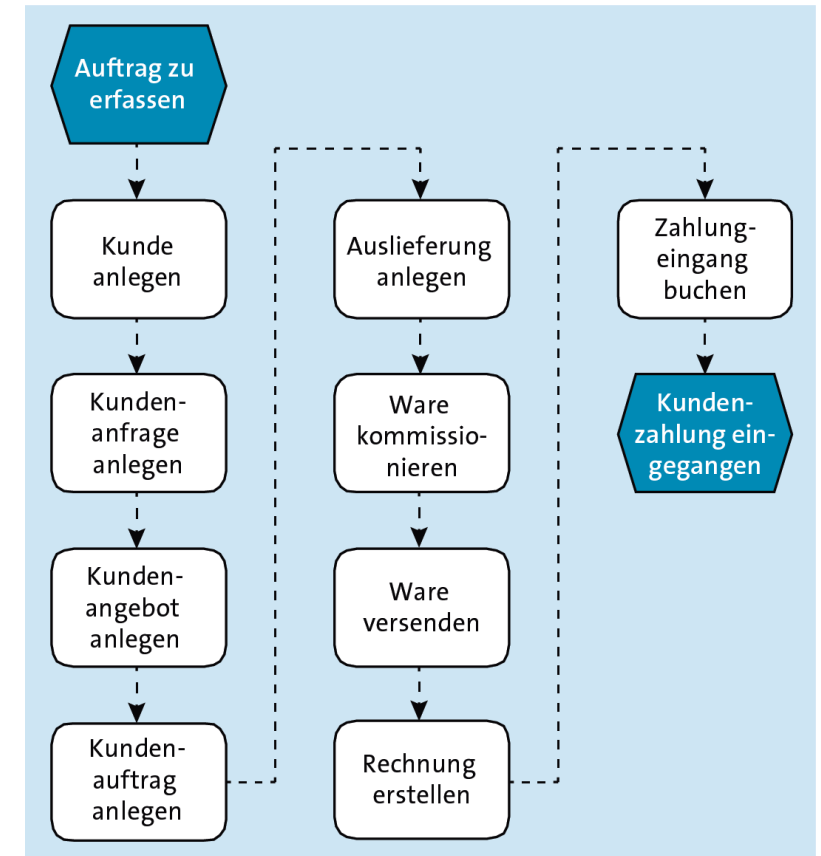 Auftrag zu
erfassen
Kunde
anlegen
Kunden-
anfrage
anlegen
Kunden-
angebot
anlegen
Kunden-
auftrag
anlegen
Auslieferung
anlegen
Ware
kommissio-
nieren
Ware
versenden
Rechnung
erstellen
Zahlung-
eingang
buchen
Kunden-
zahlung ein-
gegangen